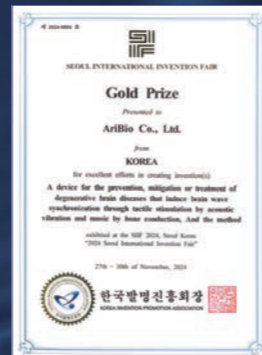 SIIF
SEOUL INTERNATIONAL INVENTION FAIR
Gold Prize
Presented to
AriBio Co., Ltd.
from
KOREA
for excellent efforts in creating invention(s)
A device for the prevention, mitigation or treatment of
degenerative brain diseases that induce brain wave
synchronization through tactile stimulation by acoustic
vibration and music by bone conduction, And the method
exhibited at the SIIF 2024, Seoul Korea
"2024 Seoul International Invention Fair"
27th - 30th of November, 2024
한국발명진흥회장
KOREA INVENTION PROMOTION ASSOCIATION